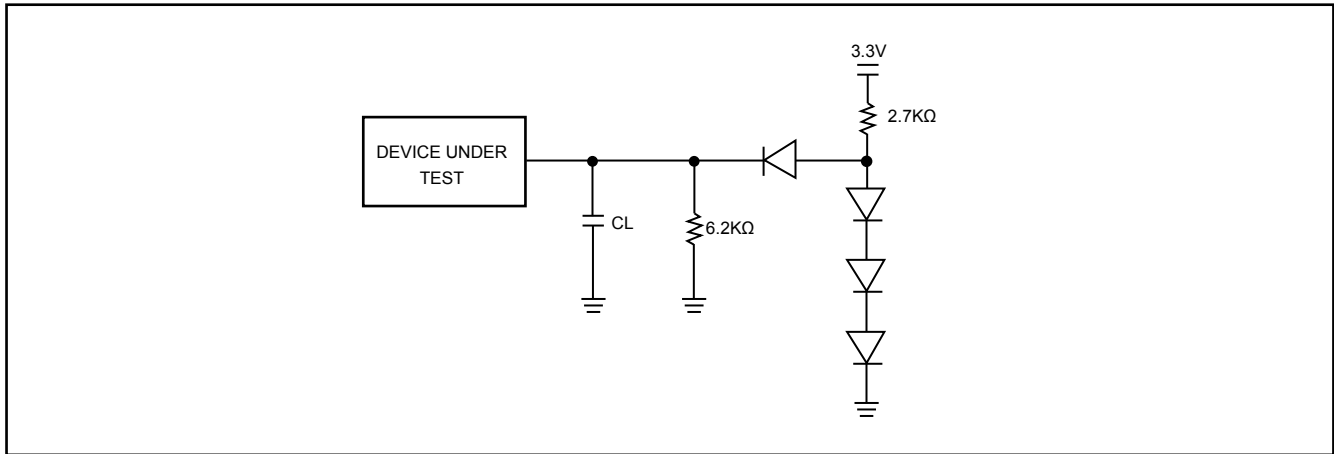 3.3V
2.7KΩ
DEVICE UNDER
TEST
CL
6.2KΩ